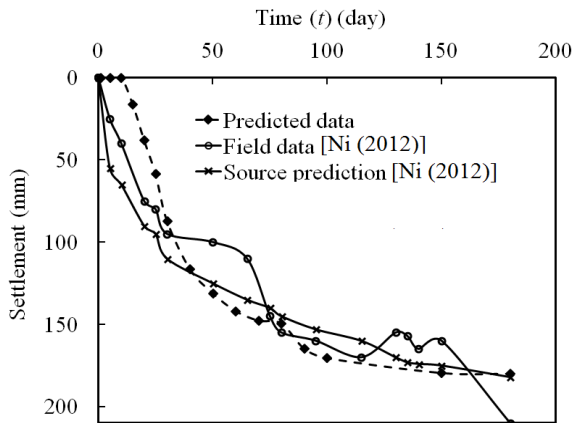 Time (t) (day)
0 50 100 150 200
0
50
100
150
200
Settlement (mm)
Predicted data
Field data [Ni (2012)]
Source prediction [Ni (2012)]